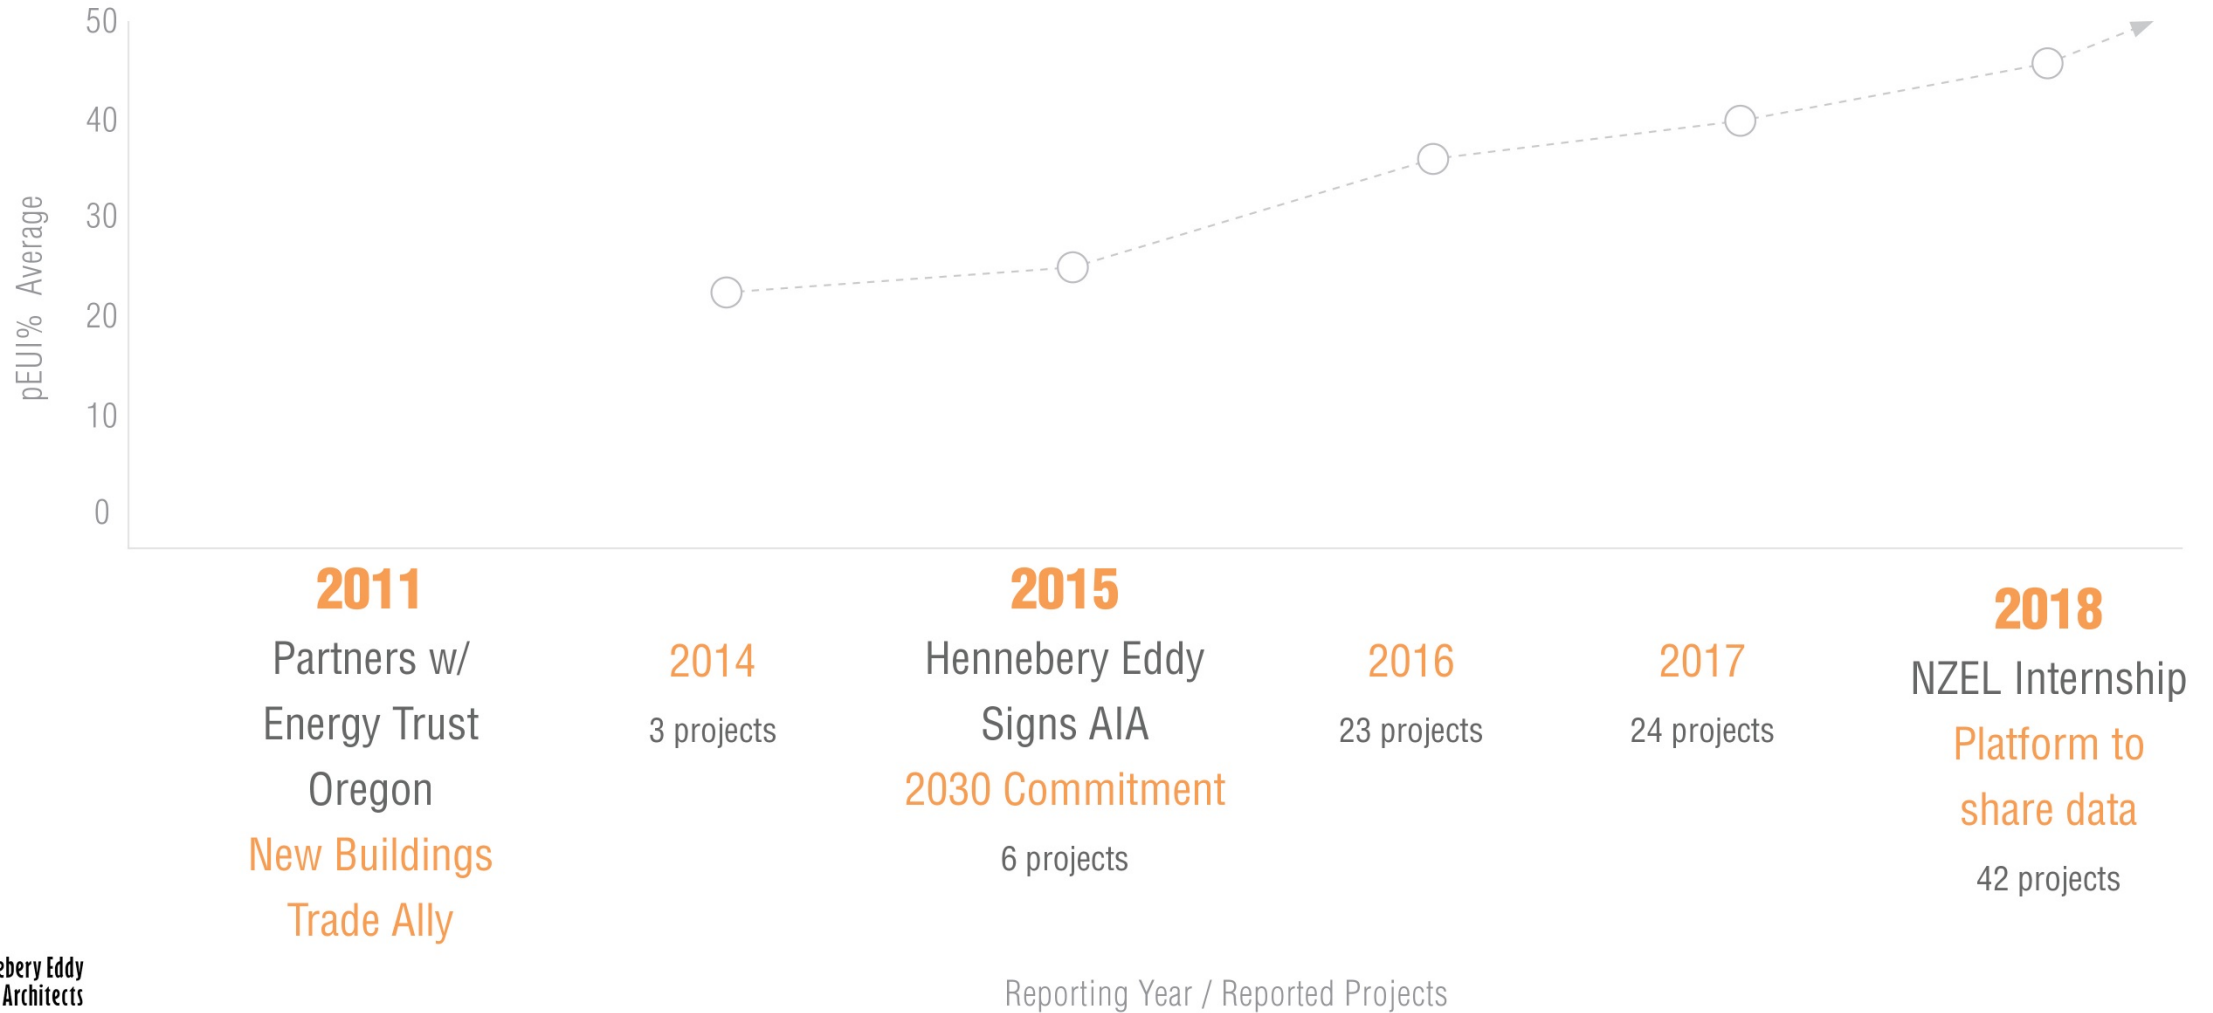 50
40
30
20
10
0
pEUI% Average
2011
Partners w/
Energy Trust
Oregon
New Buildings
Trade Ally
2014
3 projects
2015
Hennebery Eddy
Signs AIA
2030 Commitment
6 projects
2016
23 projects
2017
24 projects
2018
NZEL Internship
Platform to
share data
42 projects
ebery Eddy
Architects
Reporting Year / Reported Projects